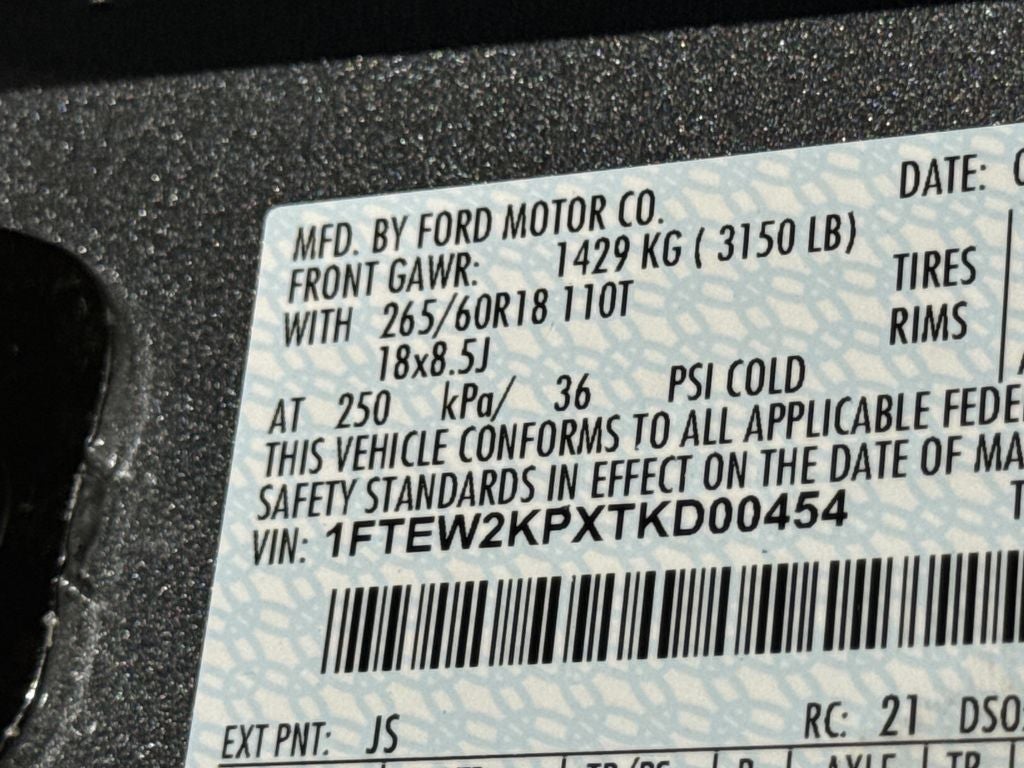 DATE:
MFD. BY FORD MOTOR CO.
FRONT GAWR: 1429 KG ( 3150 LB)
WITH 265/60R18 110T TIRES
18x8.5J RIMS
AT 250 kPa/ 36 PSI COLD
THIS VEHICLE CONFORMS TO ALL APPLICABLE
SAFETY STANDARDS IN EFFECT ON THE DATE OF
VIN: 1FTEW2KPXTKD00454
EXT PNT: JS RC: 21 DSO:
AXLE